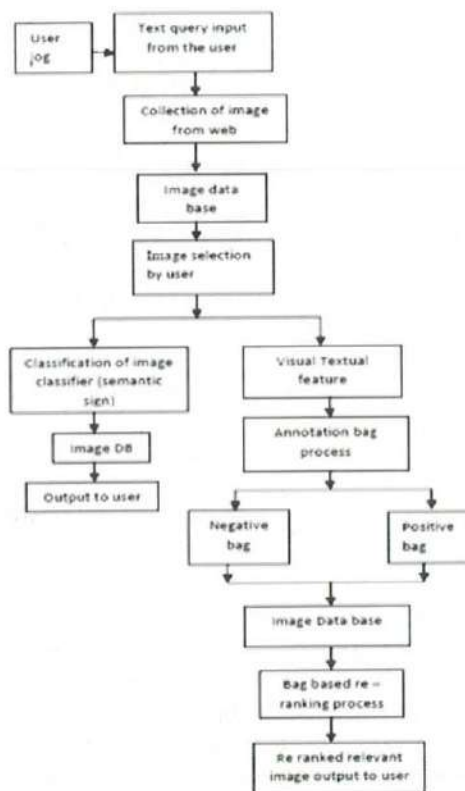 User
jog
Text query input
from the user
Collection of image
from web
Image data
base
Image selection
by user
Classification of image
classifier (semantic
sign)
Image DB
Output to user
Visual Textual
feature
Annotation bag
process
Negative
bag
Positive
bag
Image Data base
Bag based re –
ranking process
Re ranked relevant
image output to user